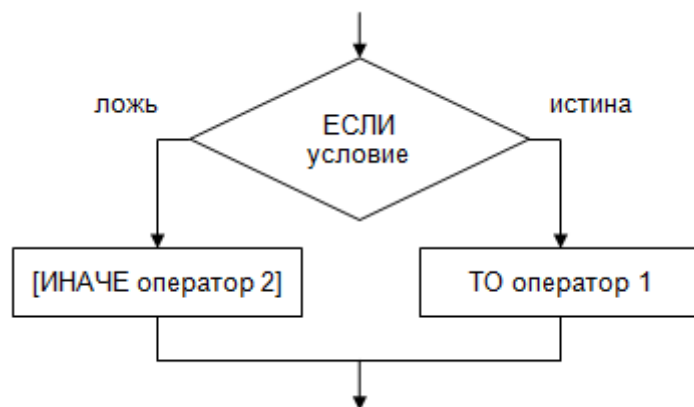 ложь
истина
ЕСЛИ
условие
[ИНАЧЕ оператор 2]
ТО оператор 1